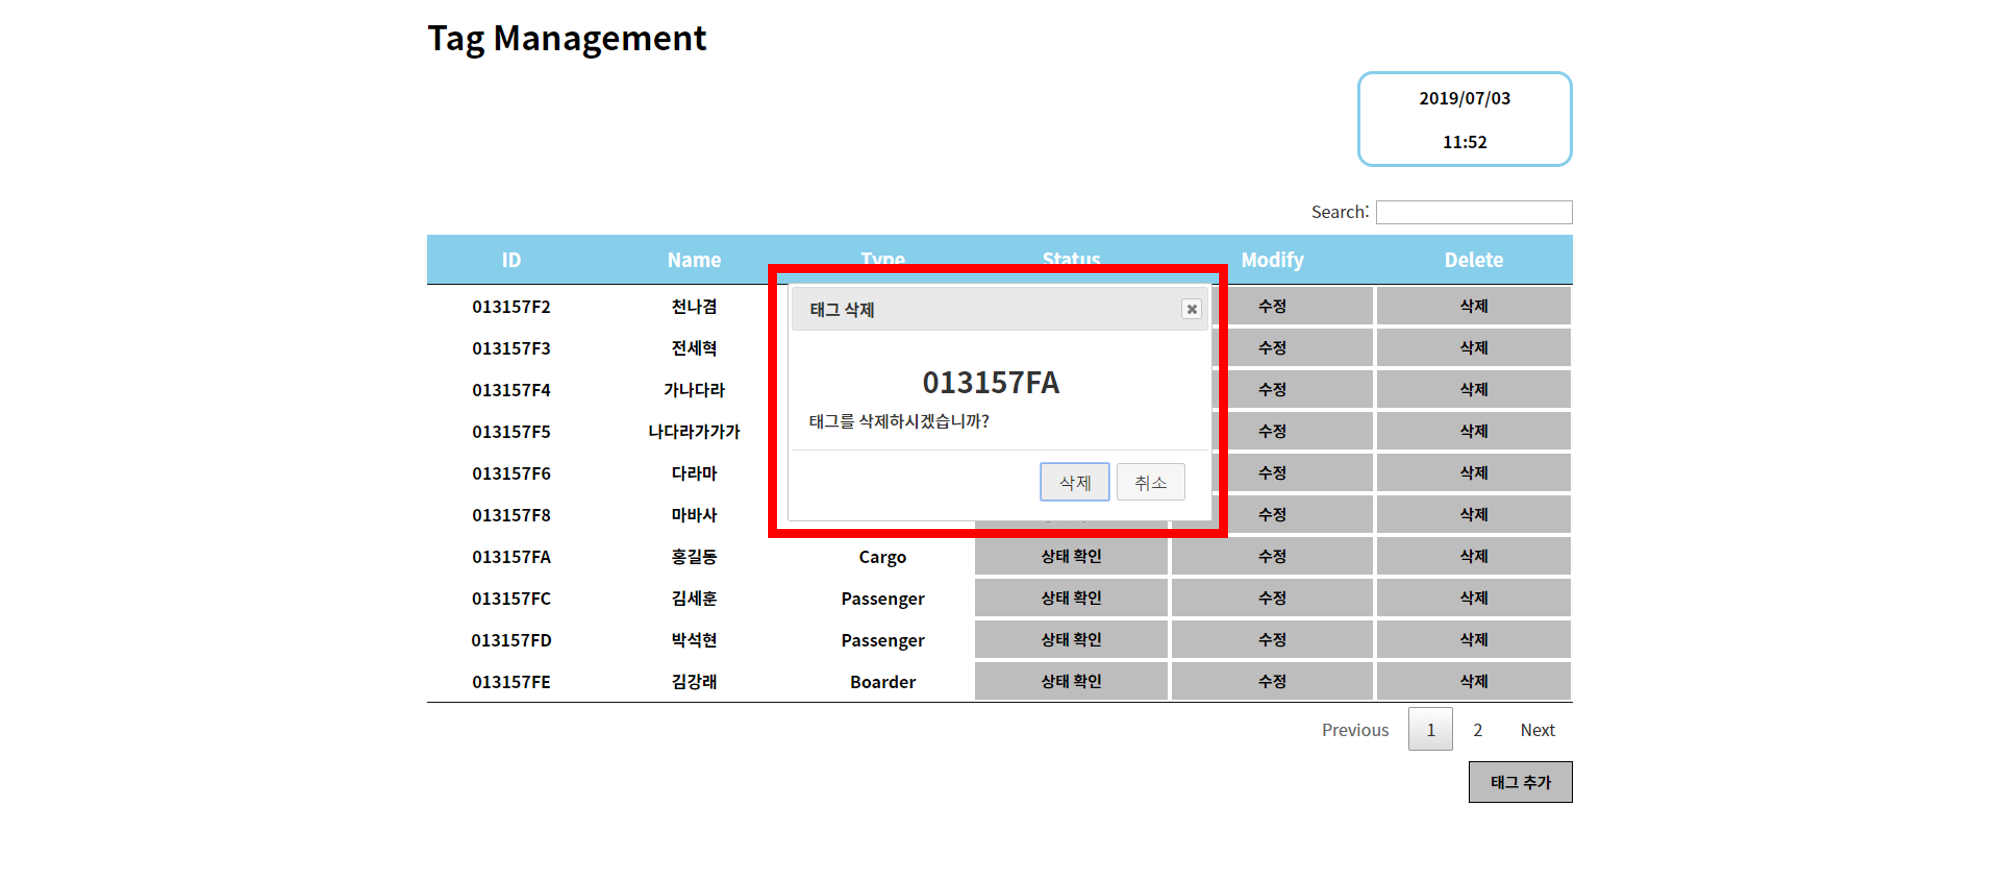 Tag Management
2019/07/03
11:52
Search:
ID Name Type Status Modify Delete
태그 삭제
013157FA
태그를 삭제하시겠습니까?
삭제 취소
013157F2 천나겸 수정 삭제
013157F3 전세혁 수정 삭제
013157F4 가나다라 수정 삭제
013157F5 나다라가가가 수정 삭제
013157F6 다라마 수정 삭제
013157F8 마바사 수정 삭제
013157FA 홍길동 Cargo 상태 확인 수정 삭제
013157FC 김세훈 Passenger 상태 확인 수정 삭제
013157FD 박석현 Passenger 상태 확인 수정 삭제
013157FE 김강래 Boarder 상태 확인 수정 삭제
Previous 1 2 Next
태그 추가